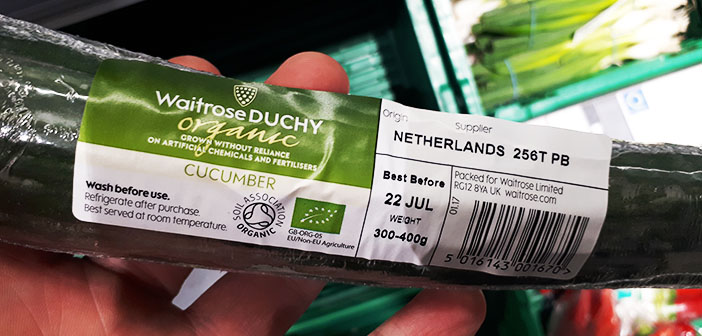 Waitrose DUCHY
organic
GROWN WITHOUT RELIANCE
ON ARTIFICIAL CHEMICALS AND FERTILISERS
CUCUMBER
Wash before use.
Refrigerate after purchase.
Best served at room temperature.
SOIL ASSOCIATION
ORGANIC
GB-ORG-05
EU/Non-EU Agriculture
Origin Supplier
NETHERLANDS 256T PB
Best Before
22 JUL
WEIGHT
300-400g
Packed for Waitrose Limited
RG12 8YA UK waitrose.com
0117
5 016143 001670 >